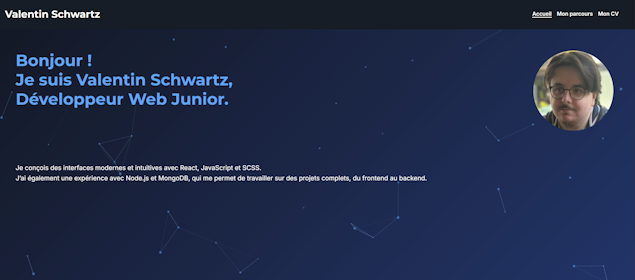 Valentin Schwartz
Accueil Mon parcours Mon CV
Bonjour !
Je suis Valentin Schwartz,
Développeur Web Junior.
Je conçois des interfaces modernes et intuitives avec React, JavaScript et SCSS.
J'ai également une expérience avec Node.js et MongoDB, qui me permet de travailler sur des projets complets, du frontend au backend.